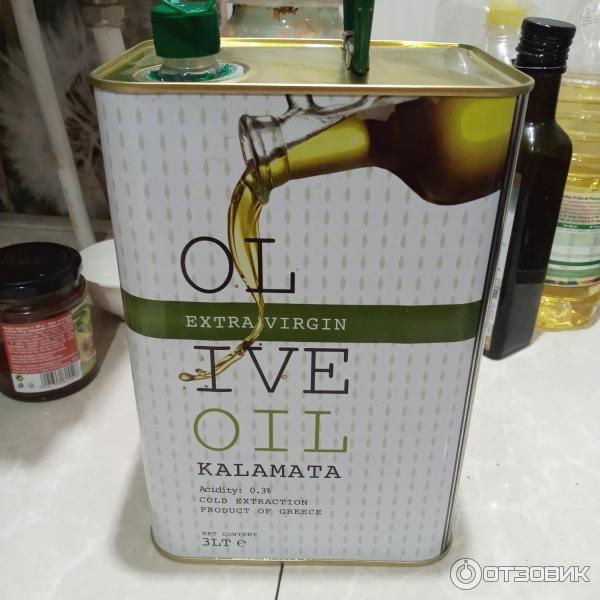 OL
EXTRA VIRGIN
IVE
OIL
KALAMATA
Acidity: 0.3%
COLD EXTRACTION
PRODUCT OF GREECE
NET CONTENT
3LT e
ОТЗОВИК